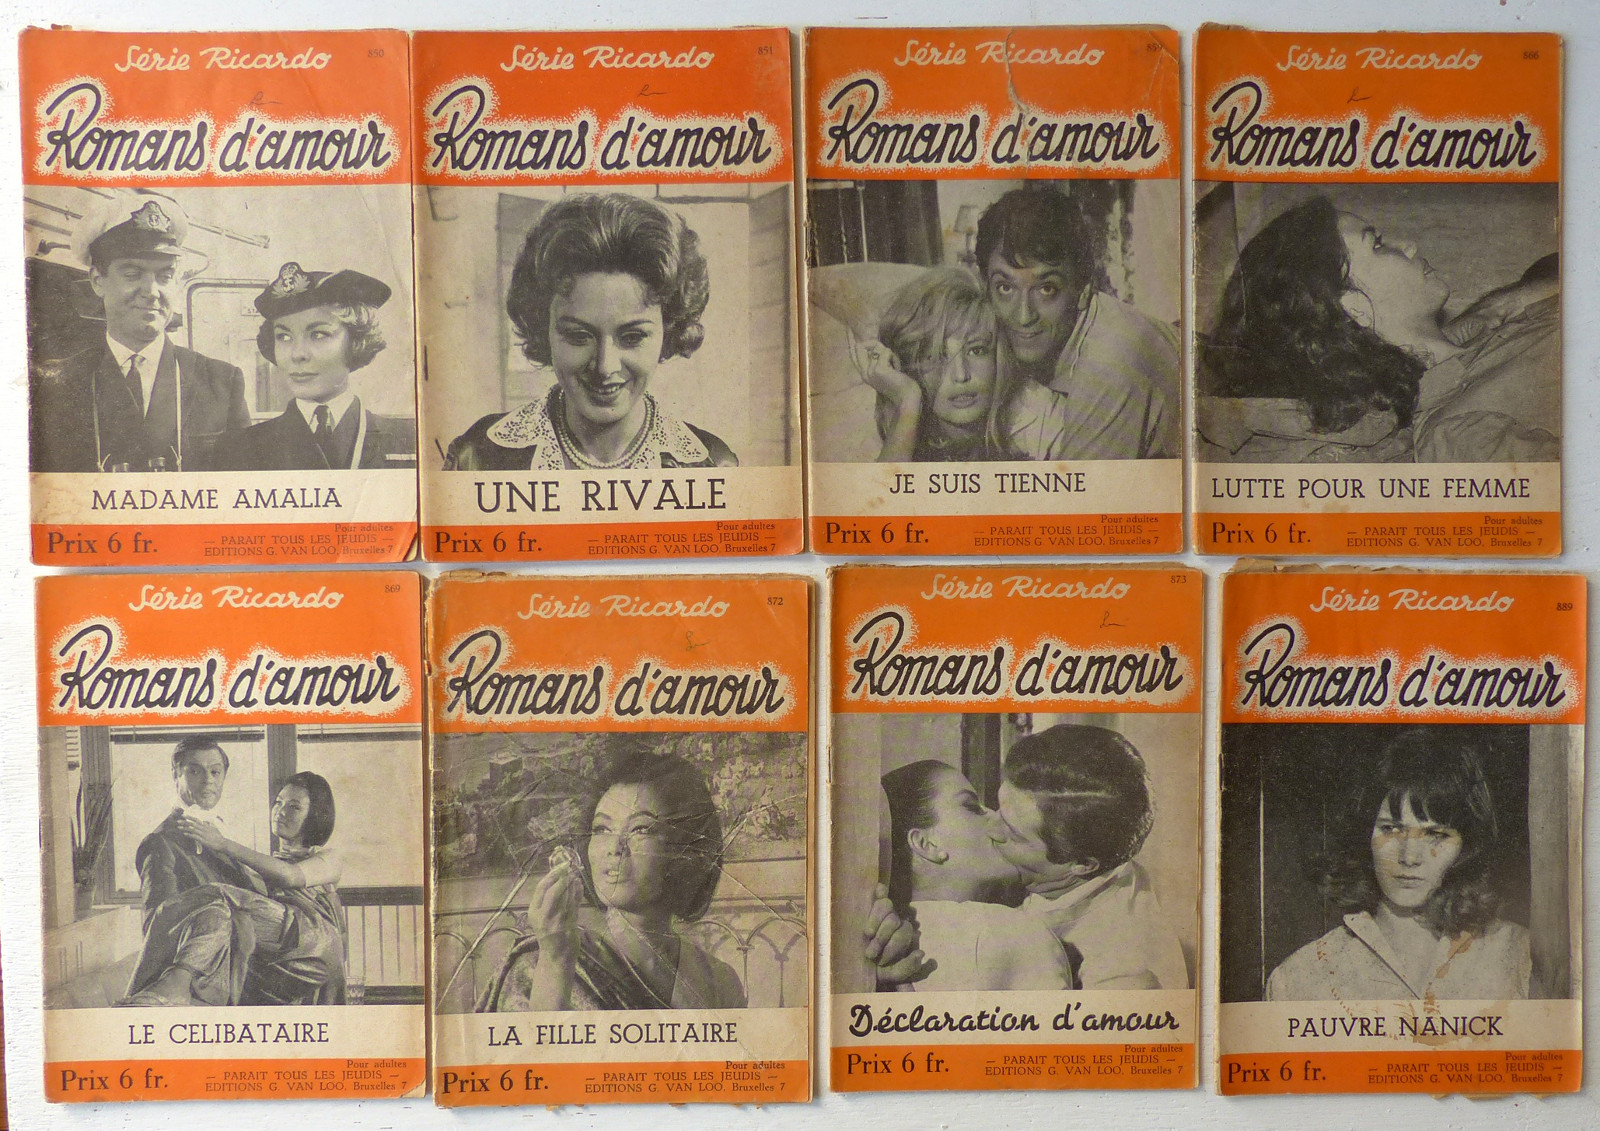 Série Ricardo
850
Romans d'amour
MADAME AMALIA
Prix 6 fr.
Pour adultes
— PARAIT TOUS LES JEUDIS —
EDITIONS G. VAN LOO, Bruxelles 7
Série Ricardo
851
Romans d'amour
UNE RIVALE
Prix 6 fr.
Pour adultes
— PARAIT TOUS LES JEUDIS —
EDITIONS G. VAN LOO, Bruxelles 7
Série Ricardo
Romans d'amour
JE SUIS TIENNE
Prix 6 fr.
Pour adultes
— PARAIT TOUS LES JEUDIS —
EDITIONS G. VAN LOO, Bruxelles 7
Série Ricardo
866
Romans d'amour
LUTTE POUR UNE FEMME
Prix 6 fr.
Pour adultes
— PARAIT TOUS LES JEUDIS —
EDITIONS G. VAN LOO, Bruxelles 7
Série Ricardo
869
Romans d'amour
LE CELIBATAIRE
Prix 6 fr.
Pour adultes
— PARAIT TOUS LES JEUDIS —
EDITIONS G. VAN LOO, Bruxelles 7
Série Ricardo
872
Romans d'amour
LA FILLE SOLITAIRE
Prix 6 fr.
Pour adultes
— PARAIT TOUS LES JEUDIS —
EDITIONS G. VAN LOO, Bruxelles 7
Série Ricardo
873
Romans d'amour
Déclaration d'amour
Prix 6 fr.
Pour adultes
— PARAIT TOUS LES JEUDIS —
EDITIONS G. VAN LOO, Bruxelles 7
Série Ricardo
889
Romans d'amour
PAUVRE NANICK
Prix 6 fr.
Pour adultes
— PARAIT TOUS LES JEUDIS —
EDITIONS G. VAN LOO, Bruxelles 7